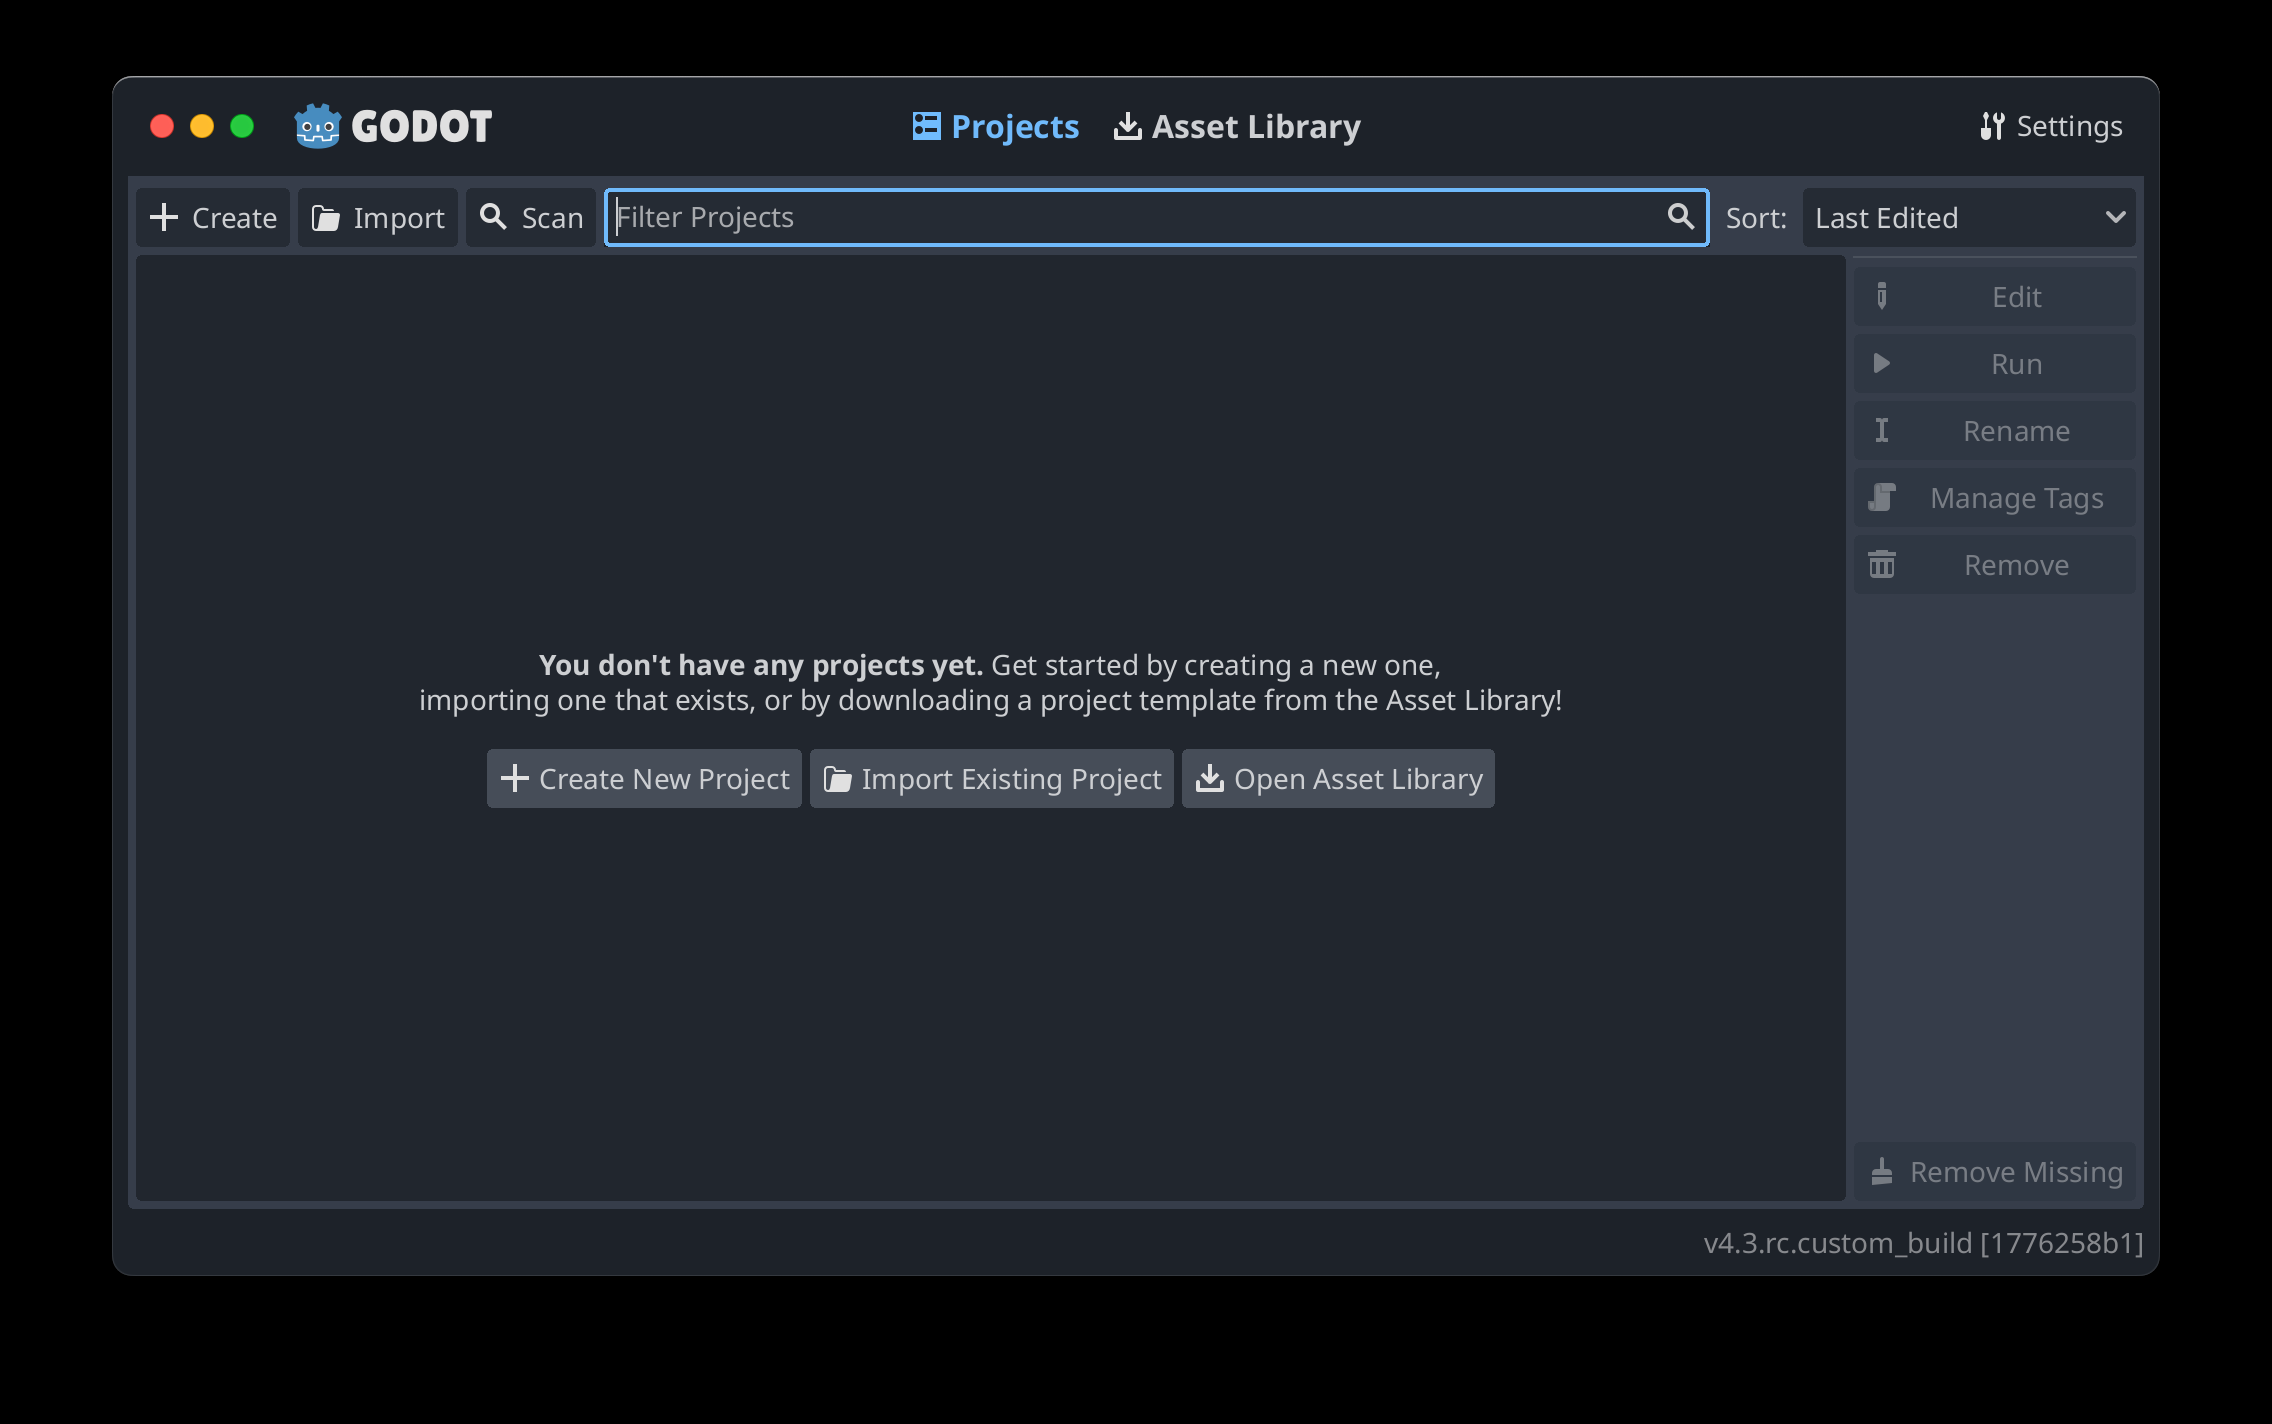 GODOT
Projects
Asset Library
Settings
Create
Import
Scan
Filter Projects
Sort:
Last Edited
Edit
Run
Rename
Manage Tags
Remove
You don't have any projects yet. Get started by creating a new one,
importing one that exists, or by downloading a project template from the Asset Library!
Create New Project
Import Existing Project
Open Asset Library
Remove Missing
v4.3.rc.custom_build [1776258b1]